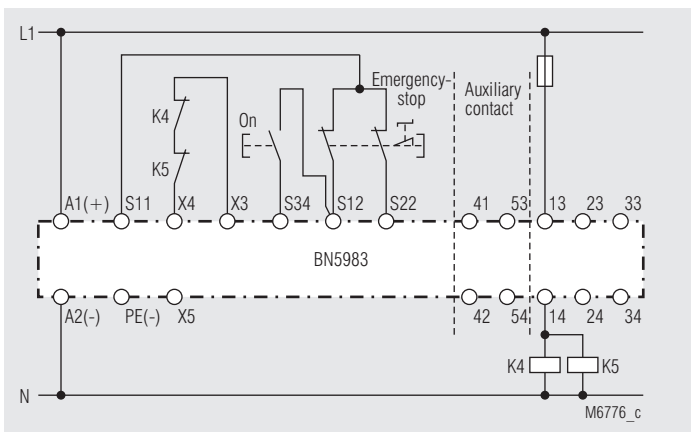 L1
Emergency-
stop
Auxiliary
contact
K4
On
K5
A1(+) S11 X4 X3 S34 S12 S22 41 53 13 23 33
BN5983
A2(-) PE(-) X5 42 54 14 24 34
K4 K5
N
M6776_c